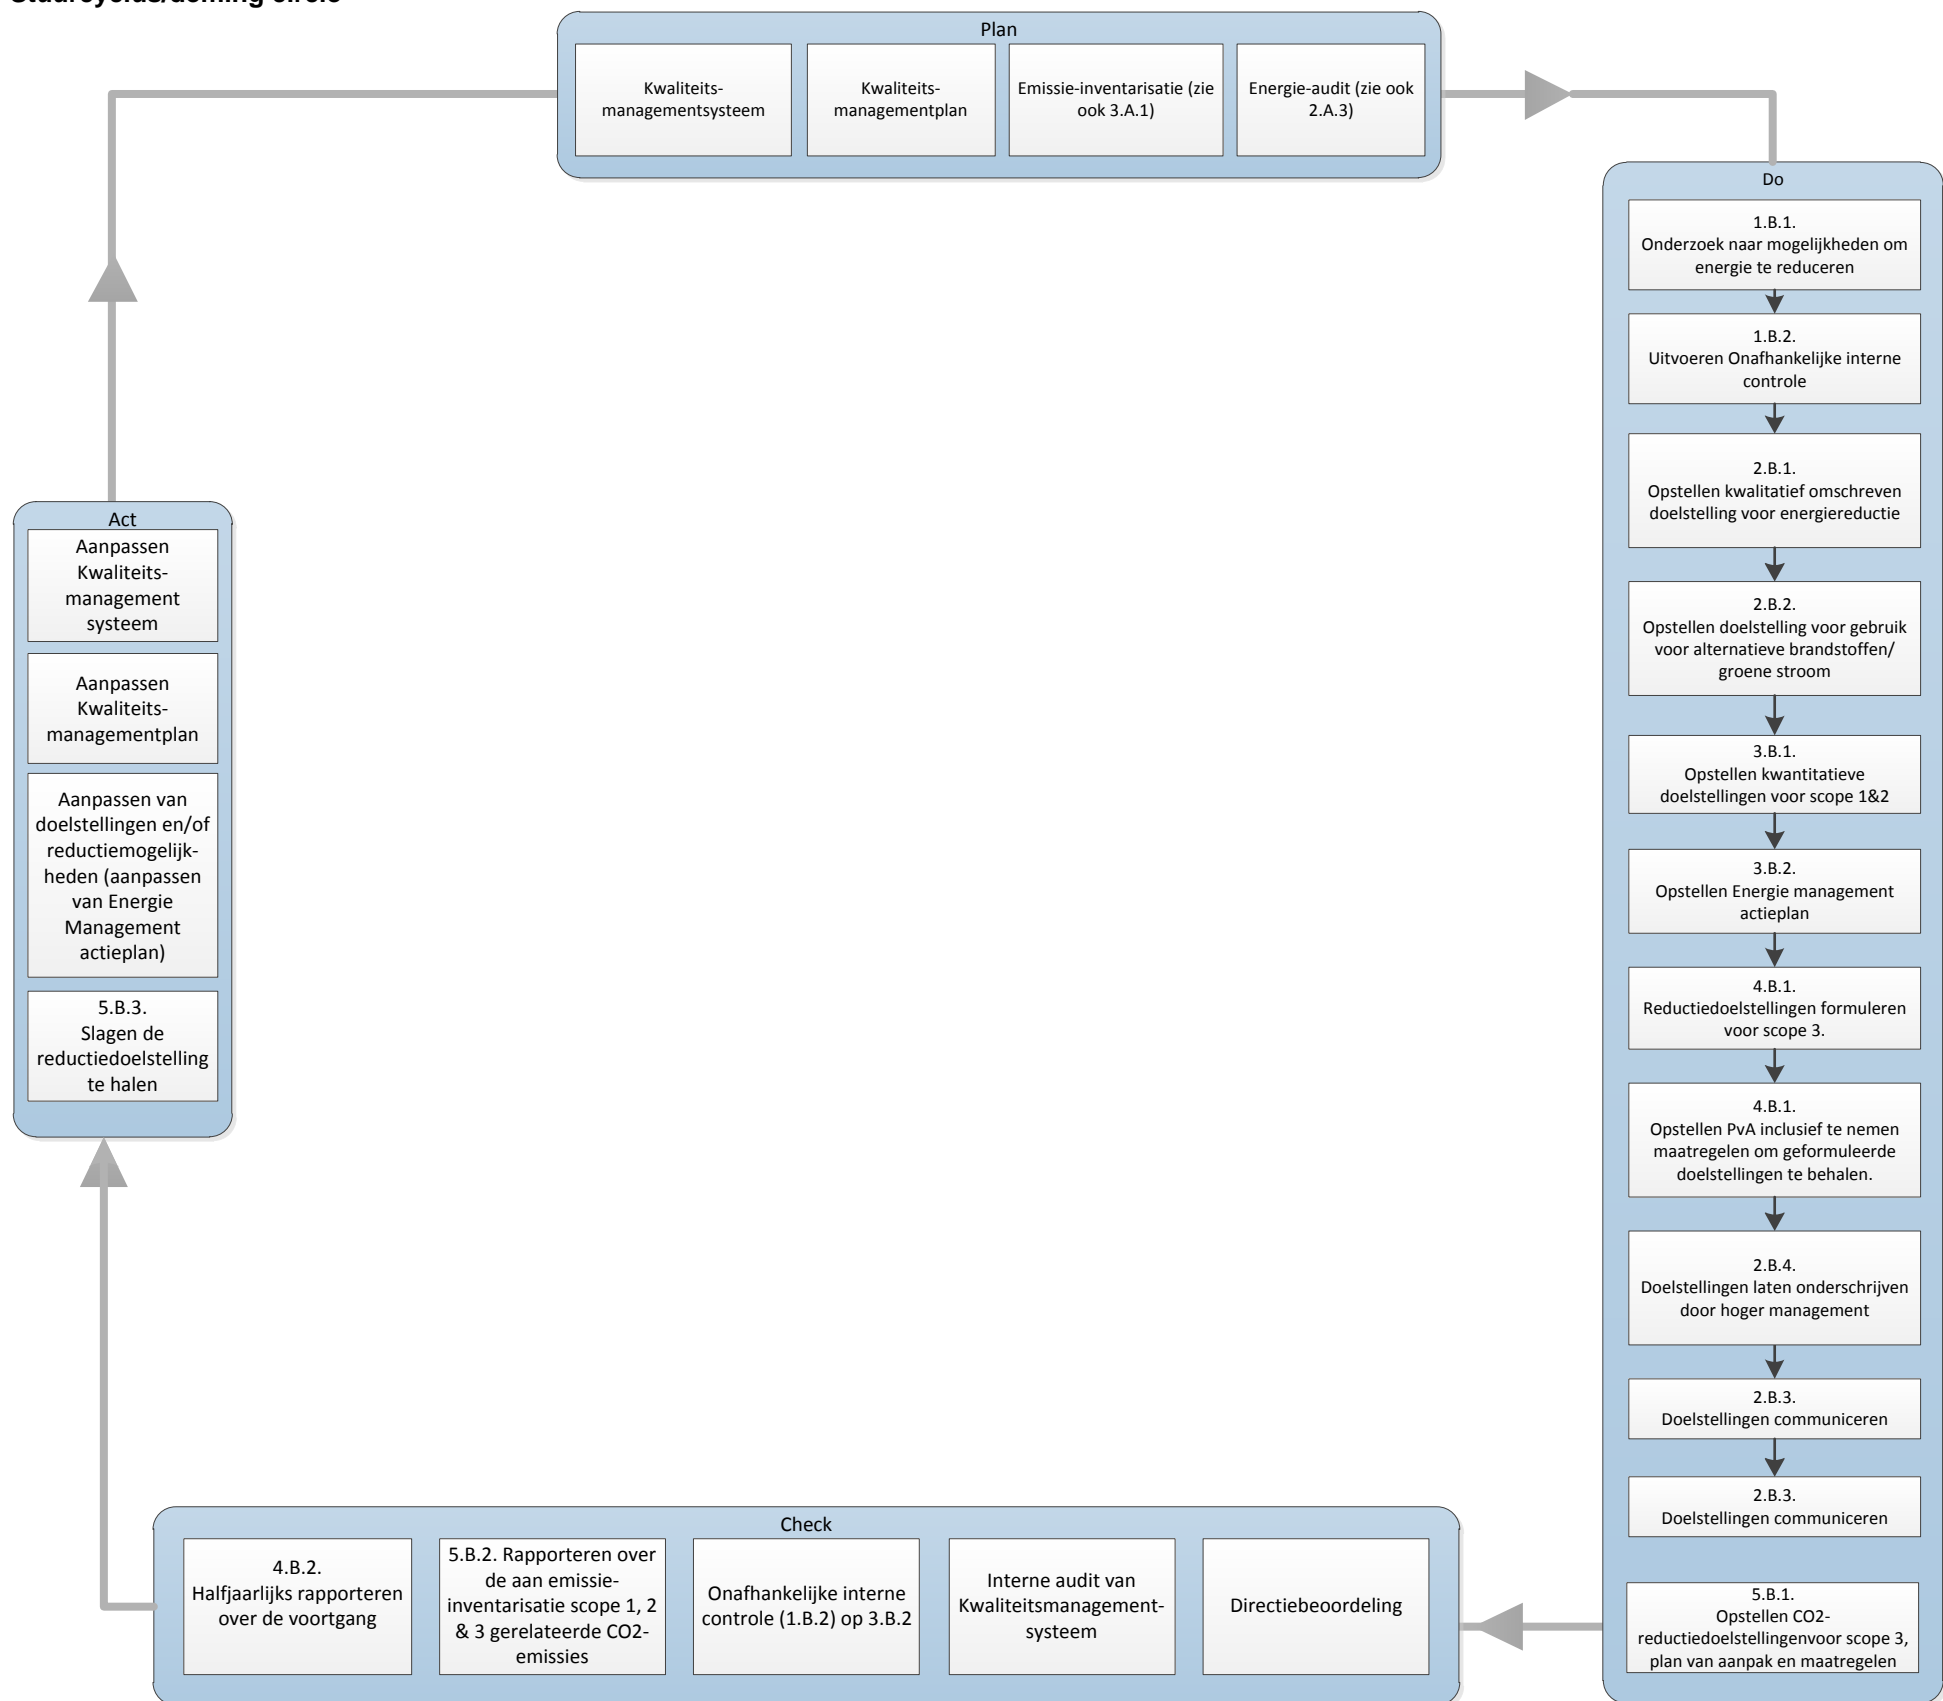 Plan
Kwaliteits-
managementsysteem
Kwaliteits-
managementplan
Emissie-inventarisatie (zie
ook 3.A.1)
Energie-audit (zie ook
2.A.3)
Do
1.B.1.
Onderzoek naar mogelijkheden om
energie te reduceren
1.B.2.
Uitvoeren Onafhankelijke interne
controle
2.B.1.
Opstellen kwalitatief omschreven
doelstelling voor energiereductie
2.B.2.
Opstellen doelstelling voor gebruik
voor alternatieve brandstoffen/
groene stroom
3.B.1.
Opstellen kwantitatieve
doelstellingen voor scope 1&2
3.B.2.
Opstellen Energie management
actieplan
4.B.1.
Reductiedoelstellingen formuleren
voor scope 3.
4.B.1.
Opstellen PvA inclusief te nemen
maatregelen om geformuleerde
doelstellingen te behalen.
2.B.4.
Doelstellingen laten onderschrijven
door hoger management
2.B.3.
Doelstellingen communiceren
2.B.3.
Doelstellingen communiceren
5.B.1.
Opstellen CO2-
reductiedoelstellingenvoor scope 3,
plan van aanpak en maatregelen
Check
4.B.2.
Halfjaarlijks rapporteren
over de voortgang
5.B.2. Rapporteren over
de aan emissie-
inventarisatie scope 1, 2
& 3 gerelateerde CO2-
emissies
Onafhankelijke interne
controle (1.B.2) op 3.B.2
Interne audit van
Kwaliteitsmanagement-
systeem
Directiebeoordeling
Act
Aanpassen
Kwaliteits-
management
systeem
Aanpassen
Kwaliteits-
managementplan
Aanpassen van
doelstellingen en/of
reductiemogelijk-
heden (aanpassen
van Energie
Management
actieplan)
5.B.3.
Slagen de
reductiedoelstelling
te halen